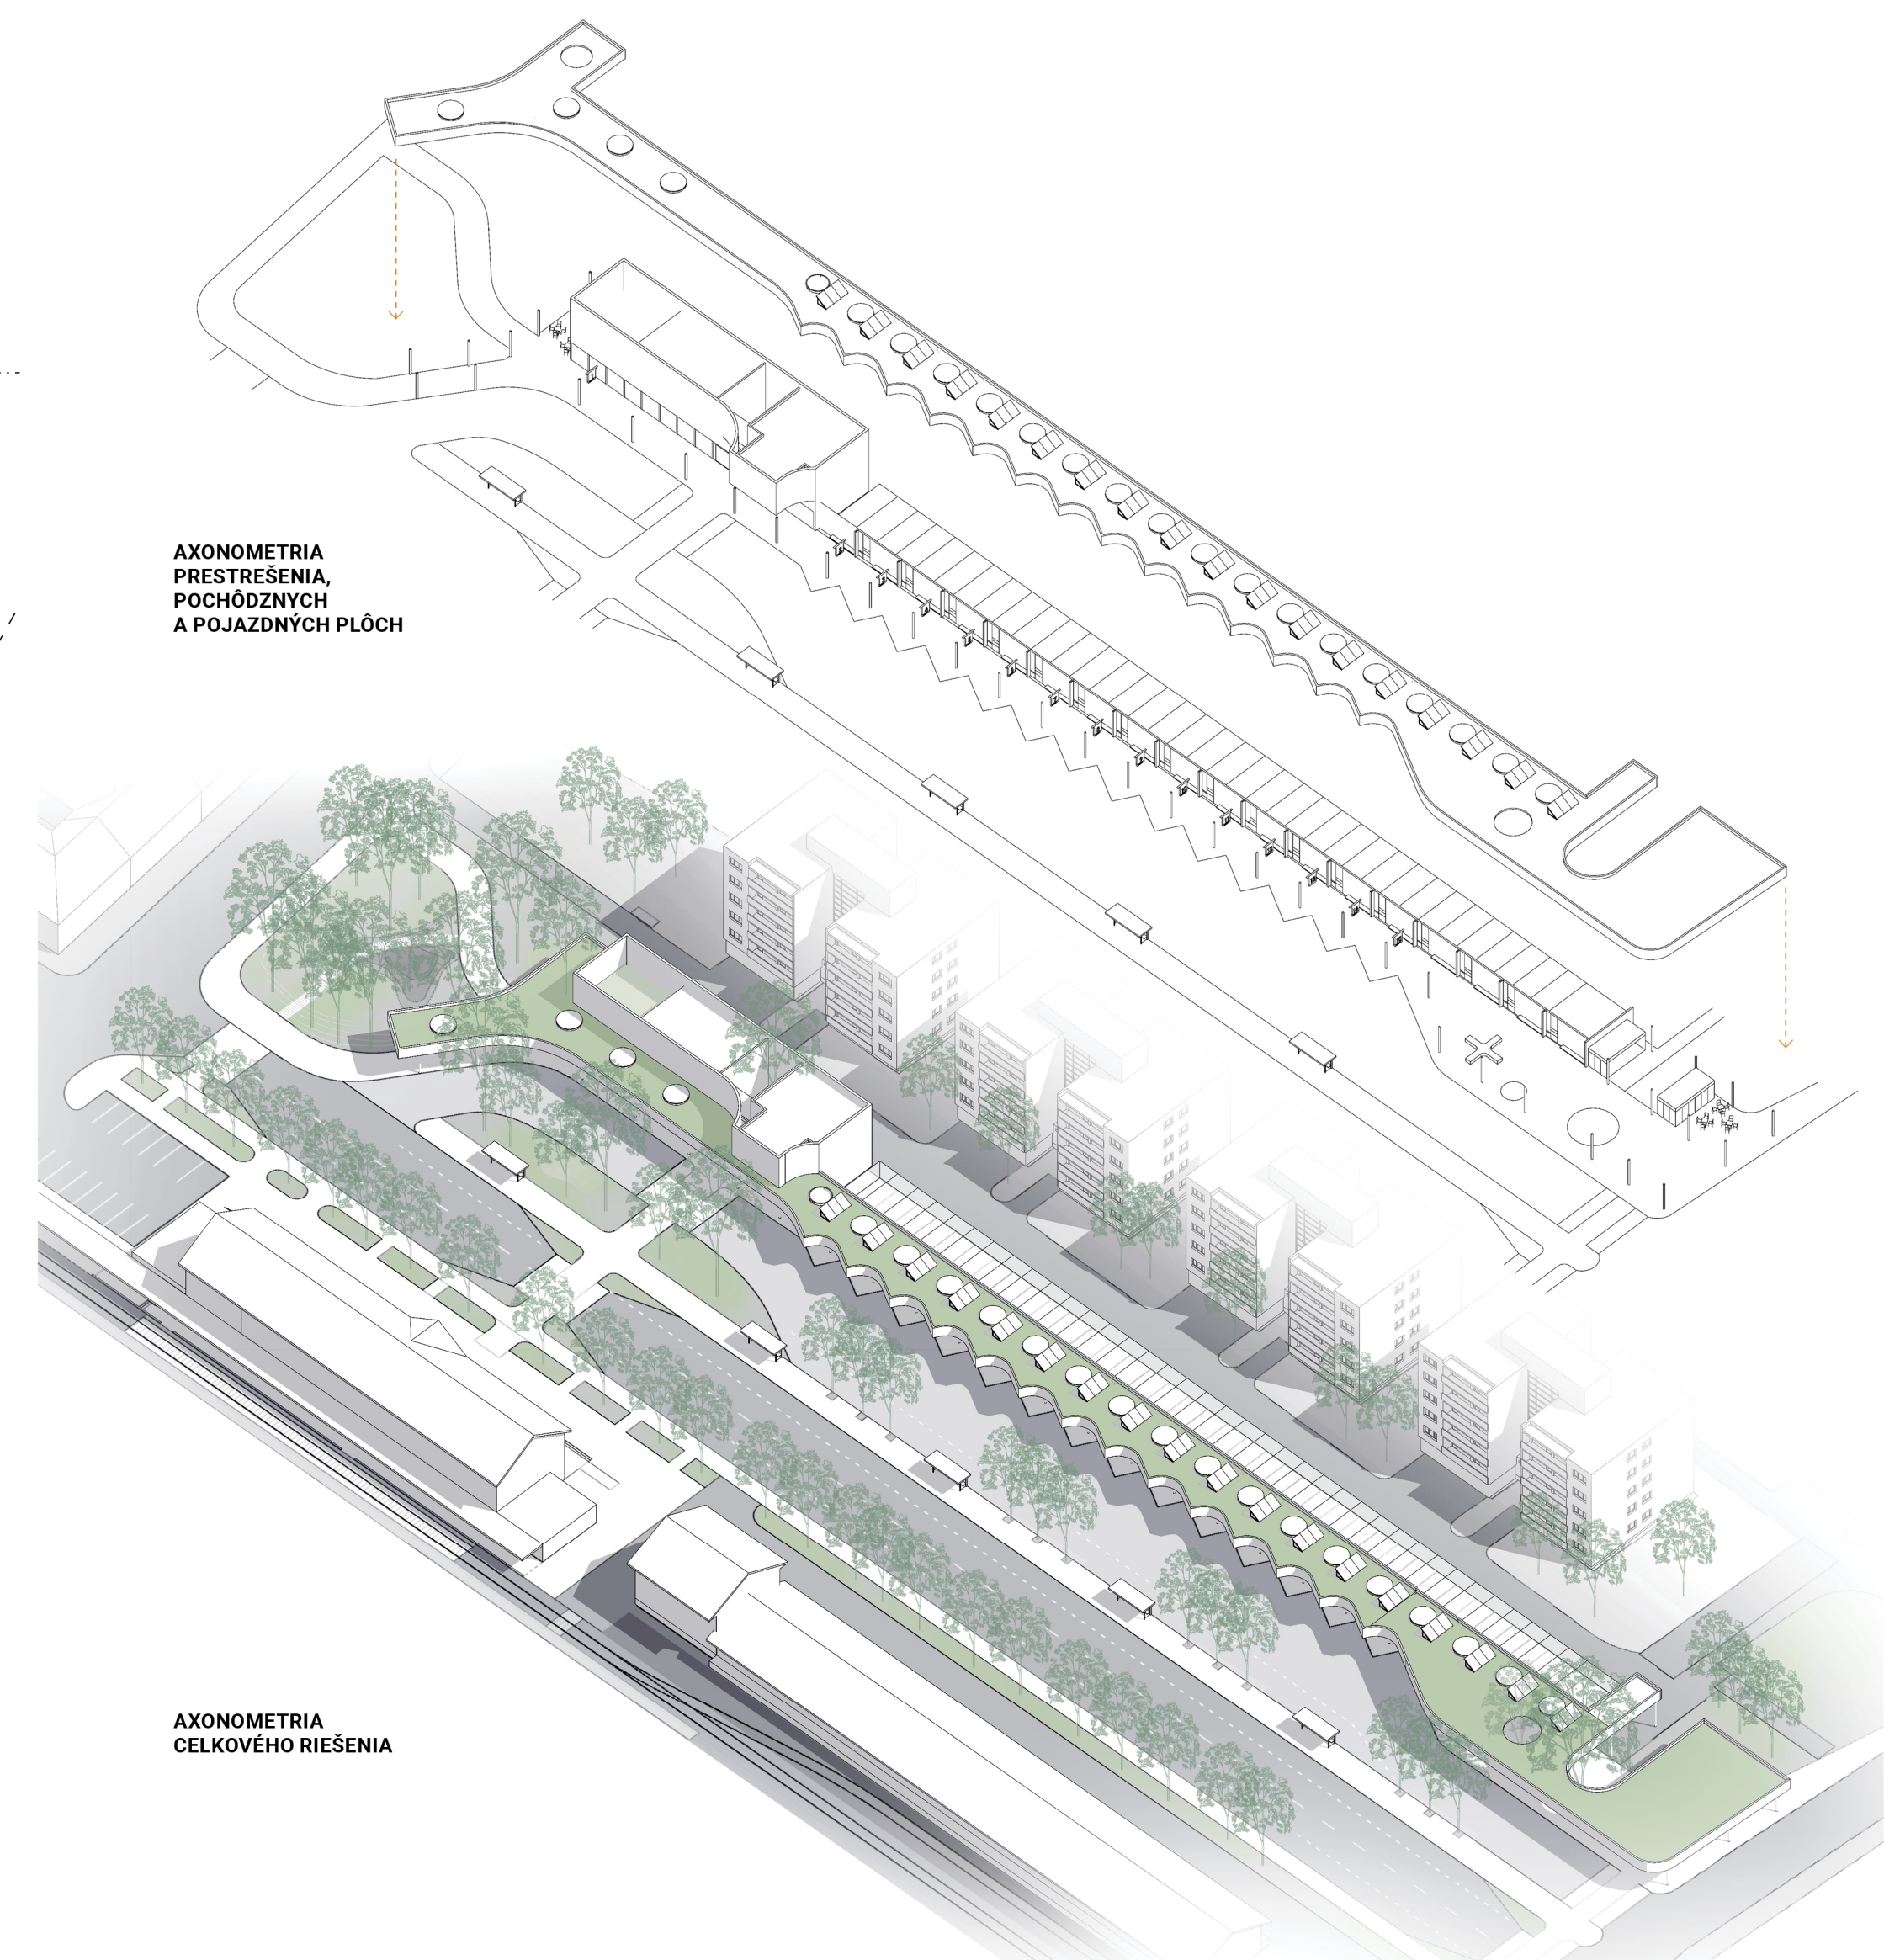 AXONOMETRIA
PRESTREŠENIA,
POCHÔDZNYCH
A POJAZDNÝCH PLÔCH
AXONOMETRIA
CELKOVÉHO RIEŠENIA